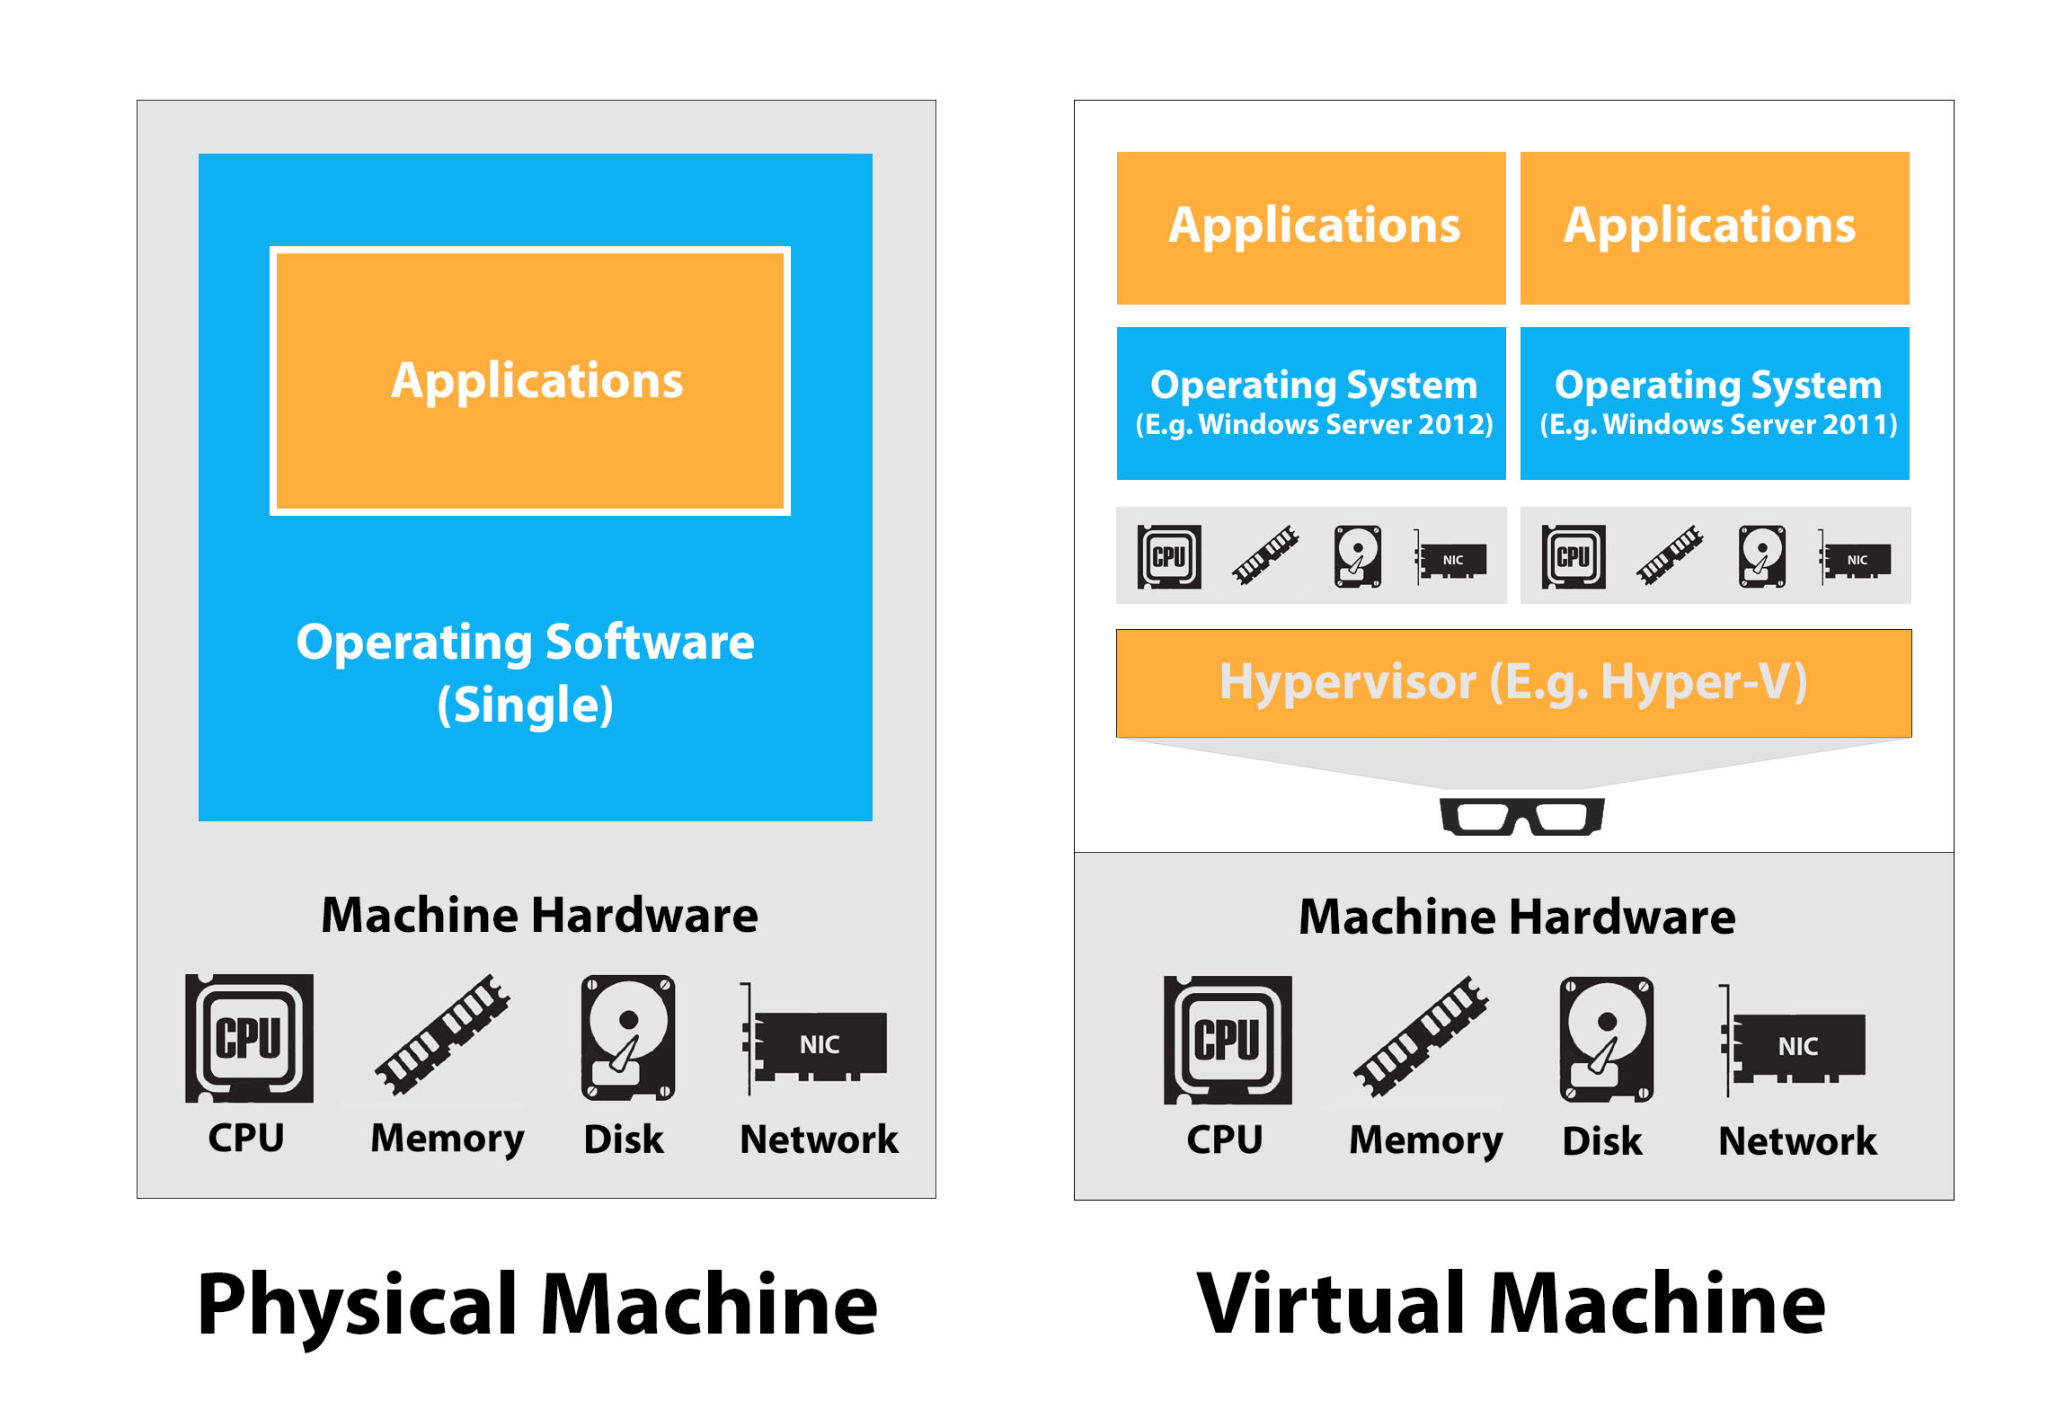 Applications
Operating Software
(Single)
Machine Hardware
CPU
NIC
CPU
Memory
Disk
Network
Physical Machine
Applications
Applications
Operating System
(E.g. Windows Server 2012)
Operating System
(E.g. Windows Server 2011)
CPU
NIC
CPU
NIC
Hypervisor (E.g. Hyper-V)
Machine Hardware
CPU
NIC
CPU
Memory
Disk
Network
Virtual Machine